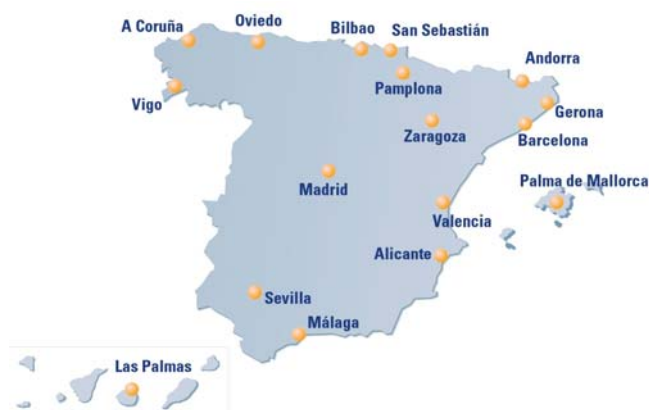 A Coruña
Oviedo
Bilbao
San Sebastián
Andorra
Pamplona
Vigo
Gerona
Zaragoza
Barcelona
Madrid
Palma de Mallorca
Valencia
Alicante
Sevilla
Málaga
Las Palmas